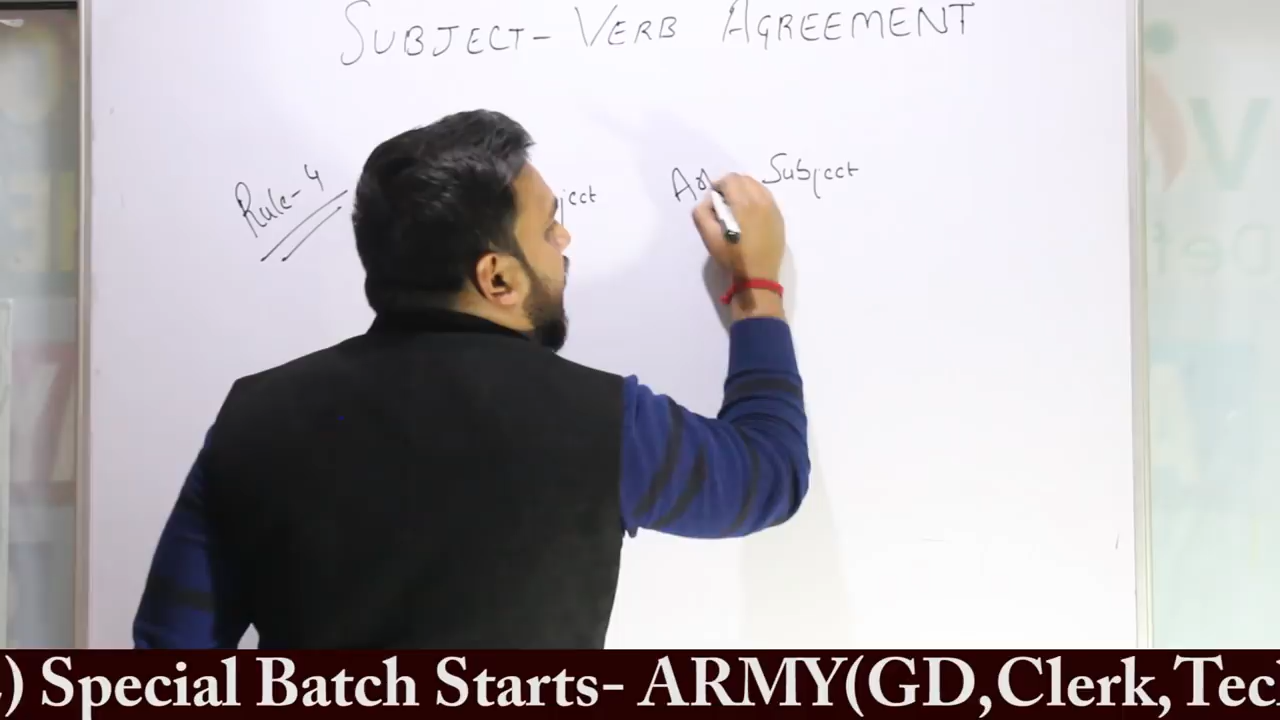 SUBJECT-VERB AGREEMENT
Rule-4 Subject
) Special Batch Starts- ARMY(GD,Clerk,Tec